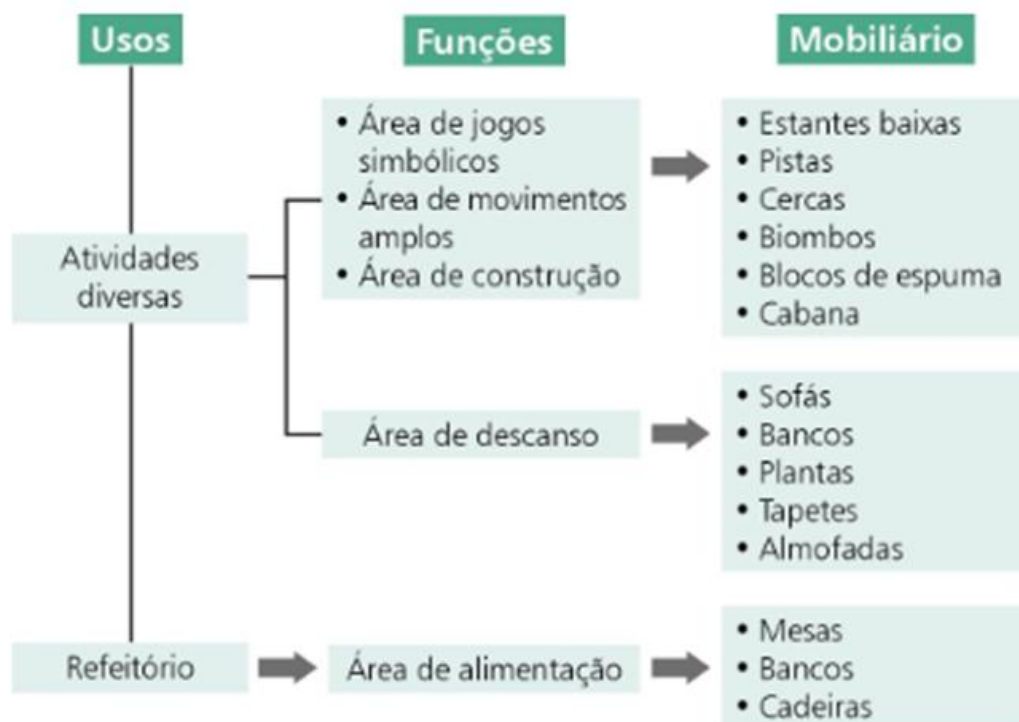 Usos
Funções
Mobiliário
Atividades
diversas
• Área de jogos
simbólicos
• Área de movimentos
amplos
• Área de construção
• Estantes baixas
• Pistas
• Cercas
• Biombos
• Blocos de espuma
• Cabana
Área de descanso
• Sofás
• Bancos
• Plantas
• Tapetes
• Almofadas
Refeitório
Área de alimentação
• Mesas
• Bancos
• Cadeiras